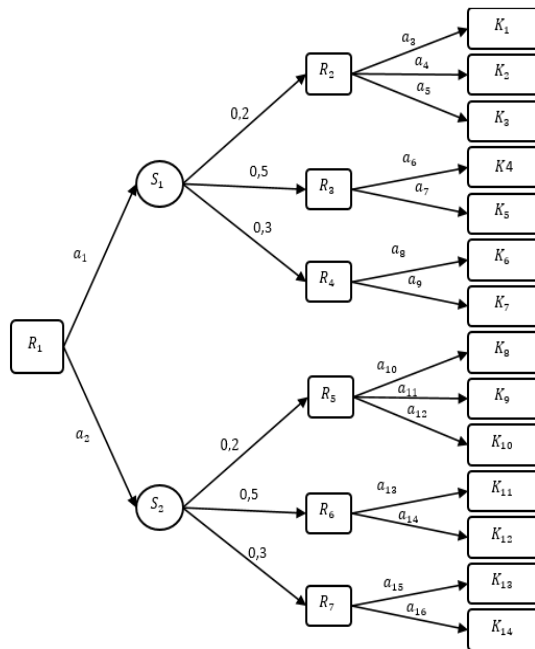 a₃ K₁
R₂ a₄ K₂
a₅ K₃
0,2
S₁ 0,5 R₃ a₆ K4
a₇ K₅
0,3
a₁ R₄ a₈ K₆
a₉ K₇
R₁
a₁₀ K₈
R₅ a₁₁ K₉
a₂ a₁₂ K₁₀
0,2
S₂ 0,5 R₆ a₁₃ K₁₁
a₁₄ K₁₂
0,3
R₇ a₁₅ K₁₃
a₁₆ K₁₄